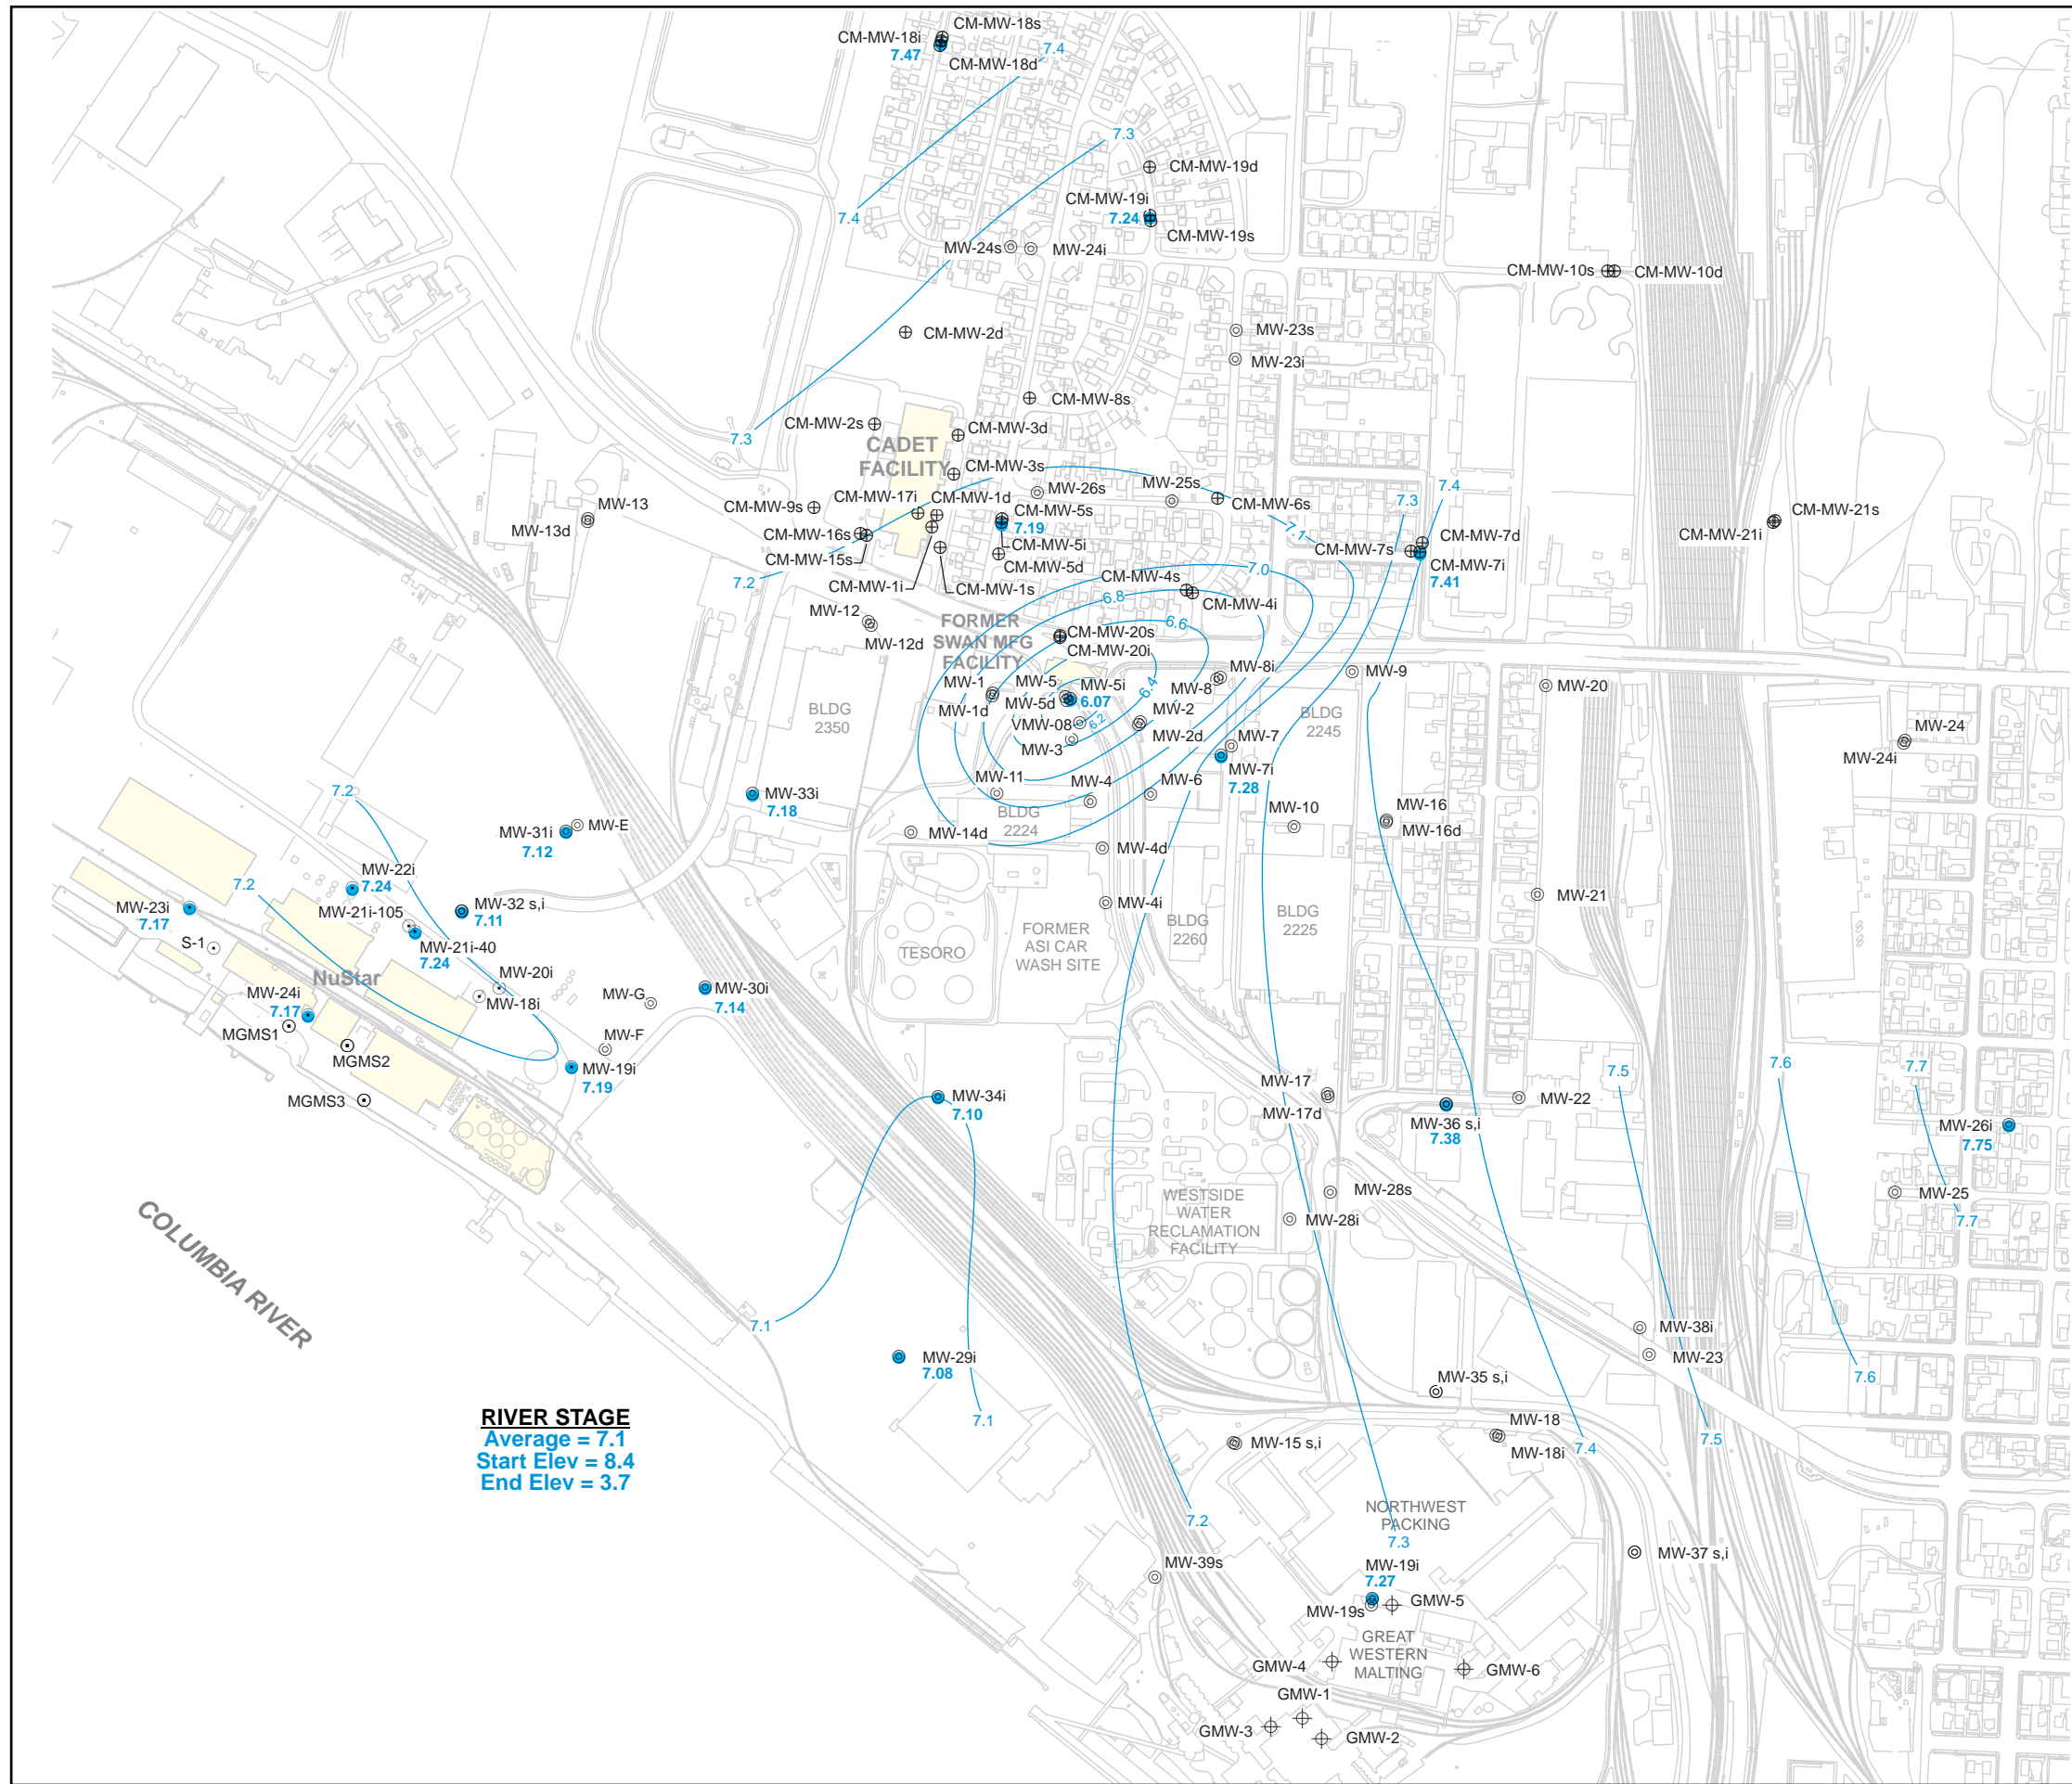 CM-MW-18s
CM-MW-18i
7.47
CM-MW-18d
7.4
7.3
CM-MW-19d
CM-MW-19i
7.24
CM-MW-19s
7.4
MW-24s
MW-24i
CM-MW-10s
CM-MW-10d
CM-MW-2d
MW-23s
MW-23i
CM-MW-8s
CM-MW-2s
7.3
CM-MW-3d
CADET
FACILITY
CM-MW-3s
CM-MW-17i
CM-MW-1d
MW-26s
MW-25s
7.3
7.4
MW-13
MW-13d
CM-MW-9s
CM-MW-5s
7.19
CM-MW-6s
7.1
CM-MW-21s
CM-MW-21i
CM-MW-16s
CM-MW-15s
CM-MW-5i
CM-MW-5d
CM-MW-7s
CM-MW-7d
CM-MW-7i
7.41
7.2
CM-MW-1i
CM-MW-1s
CM-MW-4s
7.0
6.8
CM-MW-4i
MW-12
MW-12d
FORMER
SWAN MFG
FACILITY
6.6
CM-MW-20s
CM-MW-20i
MW-1
MW-1d
MW-5
MW-5i
MW-5d
6.07
6.4
MW-8i
MW-8
MW-9
MW-20
BLDG
2350
VMW-08
6.2
MW-2
MW-2d
MW-3
BLDG
2245
MW-7
MW-7i
7.28
MW-24
MW-24i
MW-11
MW-4
MW-6
7.2
MW-33i
7.18
MW-10
MW-16
MW-16d
BLDG
2224
MW-31i
7.12
MW-E
MW-14d
MW-4d
MW-22i
7.24
7.2
MW-23i
7.17
MW-32 s,i
7.11
MW-4i
MW-21
MW-21i-105
MW-21i-40
7.24
S-1
BLDG
2260
BLDG
2225
TESORO
FORMER
ASI CAR
WASH SITE
NuStar
MW-20i
MW-18i
MW-24i
7.17
MW-G
MW-30i
7.14
MGMS1
MGMS2
MW-F
MW-19i
7.19
MGMS3
MW-34i
7.10
MW-17
MW-17d
MW-36 s,i
7.38
MW-22
7.5
7.6
7.7
MW-26i
7.75
WESTSIDE
WATER
RECLAMATION
FACILITY
MW-28s
MW-28i
MW-25
7.7
COLUMBIA RIVER
7.1
MW-38i
MW-23
MW-29i
7.08
7.6
MW-35 s,i
RIVER STAGE
Average = 7.1
Start Elev = 8.4
End Elev = 3.7
7.1
MW-15 s,i
MW-18
MW-18i
7.4
7.5
NORTHWEST
PACKING
7.2
7.3
MW-39s
MW-37 s,i
MW-19i
7.27
MW-19s
GMW-5
GREAT
WESTERN
MALTING
GMW-4
GMW-6
GMW-1
GMW-3
GMW-2